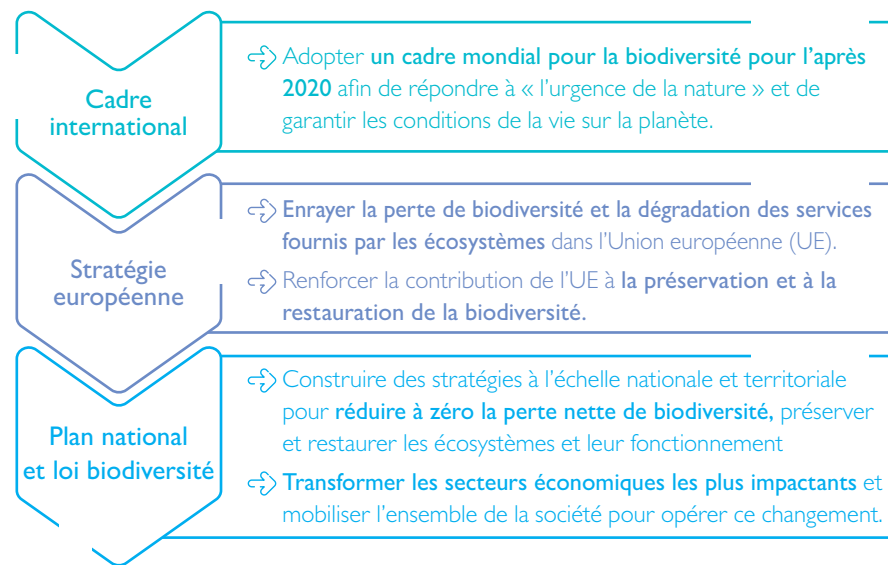 Cadre
international
Adopter un cadre mondial pour la biodiversité pour l’après
2020 afin de répondre à « l’urgence de la nature » et de
garantir les conditions de la vie sur la planète.
Stratégie
européenne
Enrayer la perte de biodiversité et la dégradation des services
fournis par les écosystèmes dans l’Union européenne (UE).
Renforcer la contribution de l’UE à la préservation et à la
restauration de la biodiversité.
Plan national
et loi biodiversité
Construire des stratégies à l’échelle nationale et territoriale
pour réduire à zéro la perte nette de biodiversité, préserver
et restaurer les écosystèmes et leur fonctionnement
Transformer les secteurs économiques les plus impactants et
mobiliser l’ensemble de la société pour opérer ce changement.